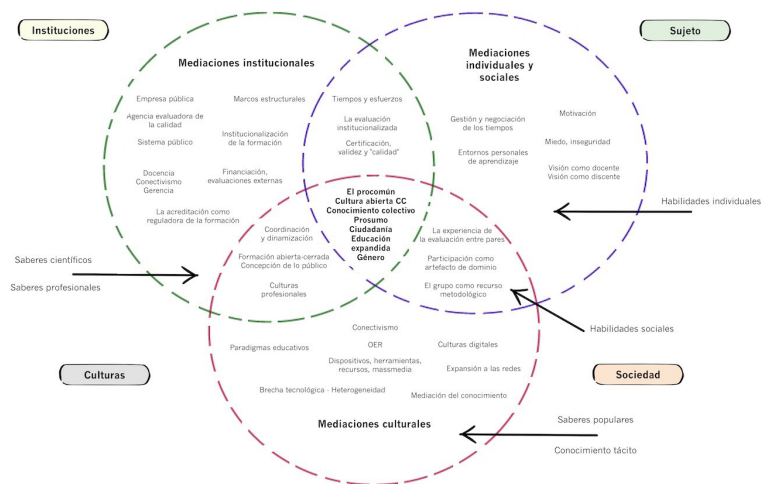 Instituciones
Sujeto
Mediaciones institucionales
Mediaciones
individuales y
sociales
Empresa pública
Marcos estructurales
Tiempos y esfuerzos
Agencia evaluadora de
la calidad
La evaluación
institucionalizada
Gestión y negociación
de los tiempos
Motivación
Sistema público
Institucionalización
de la formación
Certificación,
validez y "calidad"
Entornos personales
de aprendizaje
Miedo, inseguridad
Docencia
Conectivismo
Gerencia
Financiación,
evaluaciones externas
Visión como docente
Visión como discente
La acreditación como
reguladora de la formación
El procomún
Cultura abierta CC
Conocimiento colectivo
Prosumo
Ciudadanía
Educación
expandida
Género
Habilidades individuales
Coordinación
y dinamización
La experiencia de
la evaluación entre pares
Saberes científicos
Saberes profesionales
Formación abierta-cerrada
Concepción de lo público
Participación como
artefacto de dominio
Culturas
profesionales
El grupo como recurso
metodológico
Habilidades sociales
Conectivismo
Paradigmas educativos
OER
Culturas digitales
Dispositivos, herramientas,
recursos, massmedia
Expansión a las redes
Culturas
Sociedad
Brecha tecnológica - Heterogeneidad
Mediación del conocimiento
Mediaciones culturales
Saberes populares
Conocimiento tácito